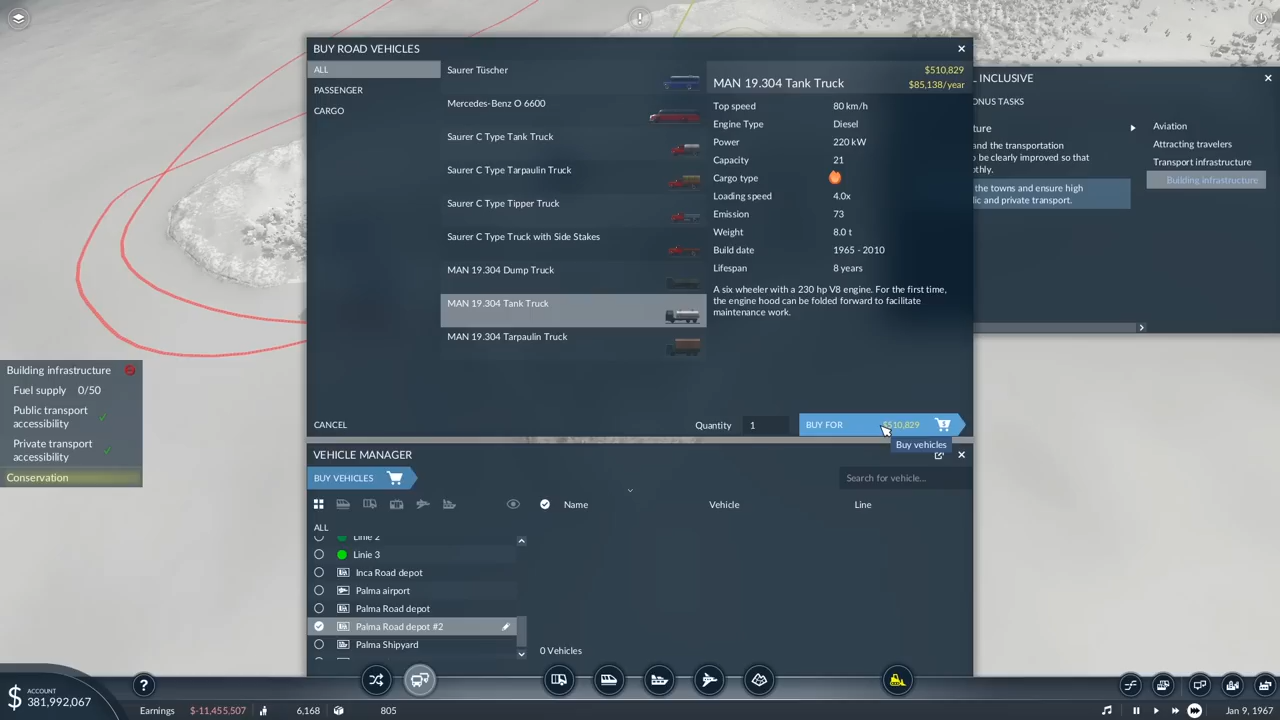 BUY ROAD VEHICLES
ALL
PASSENGER
CARGO
Saurer Tüscher
Mercedes-Benz O 6600
Saurer C Type Tank Truck
Saurer C Type Tarpaulin Truck
Saurer C Type Tipper Truck
Saurer C Type Truck with Side Stakes
MAN 19.304 Dump Truck
MAN 19.304 Tank Truck
MAN 19.304 Tarpaulin Truck
$510,829
MAN 19.304 Tank Truck
$85,138/year
Top speed 80 km/h
Engine Type Diesel
Power 220 kW
Capacity 21
Cargo type
Loading speed 4.0x
Emission 73
Weight 8.0 t
Build date 1965 - 2010
Lifespan 8 years
A six wheeler with a 230 hp V8 engine. For the first time,
the engine hood can be folded forward to facilitate
maintenance work.
CANCEL
Quantity 1
BUY FOR $510,829
Buy vehicles
L INCLUSIVE
ONUS TASKS
ture
and the transportation
o be clearly improved so that
othly.
the towns and ensure high
lic and private transport.
Aviation
Attracting travelers
Transport infrastructure
Building infrastructure
Building infrastructure
Fuel supply 0/50
Public transport
accessibility
Private transport
accessibility
Conservation
VEHICLE MANAGER
BUY VEHICLES
Search for vehicle...
Name Vehicle Line
ALL
Linie 2
Linie 3
Inca Road depot
Palma airport
Palma Road depot
Palma Road depot #2
Palma Shipyard
0 Vehicles
$ ACCOUNT
381,992,067
?
Earnings $-11,455,507 6,168 805
Jan 9, 1967